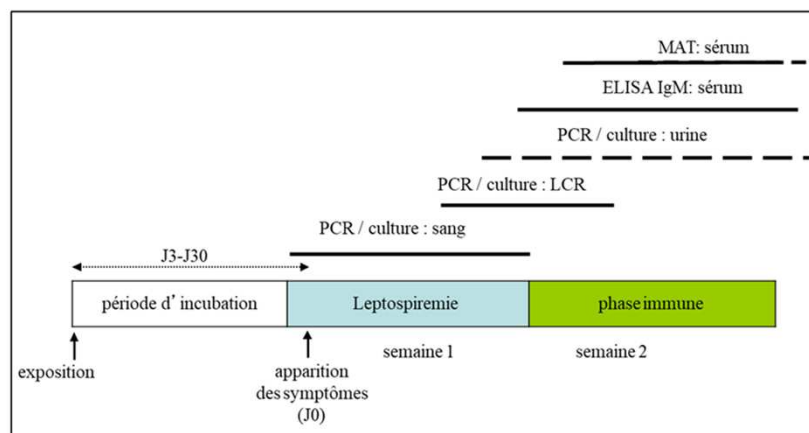 MAT: sérum
ELISA IgM: sérum
PCR / culture : urine
PCR / culture : LCR
PCR / culture : sang
J3-J30
période d’ incubation
Leptospiremie
phase immune
semaine 1
semaine 2
exposition
apparition
des symptômes
(J0)